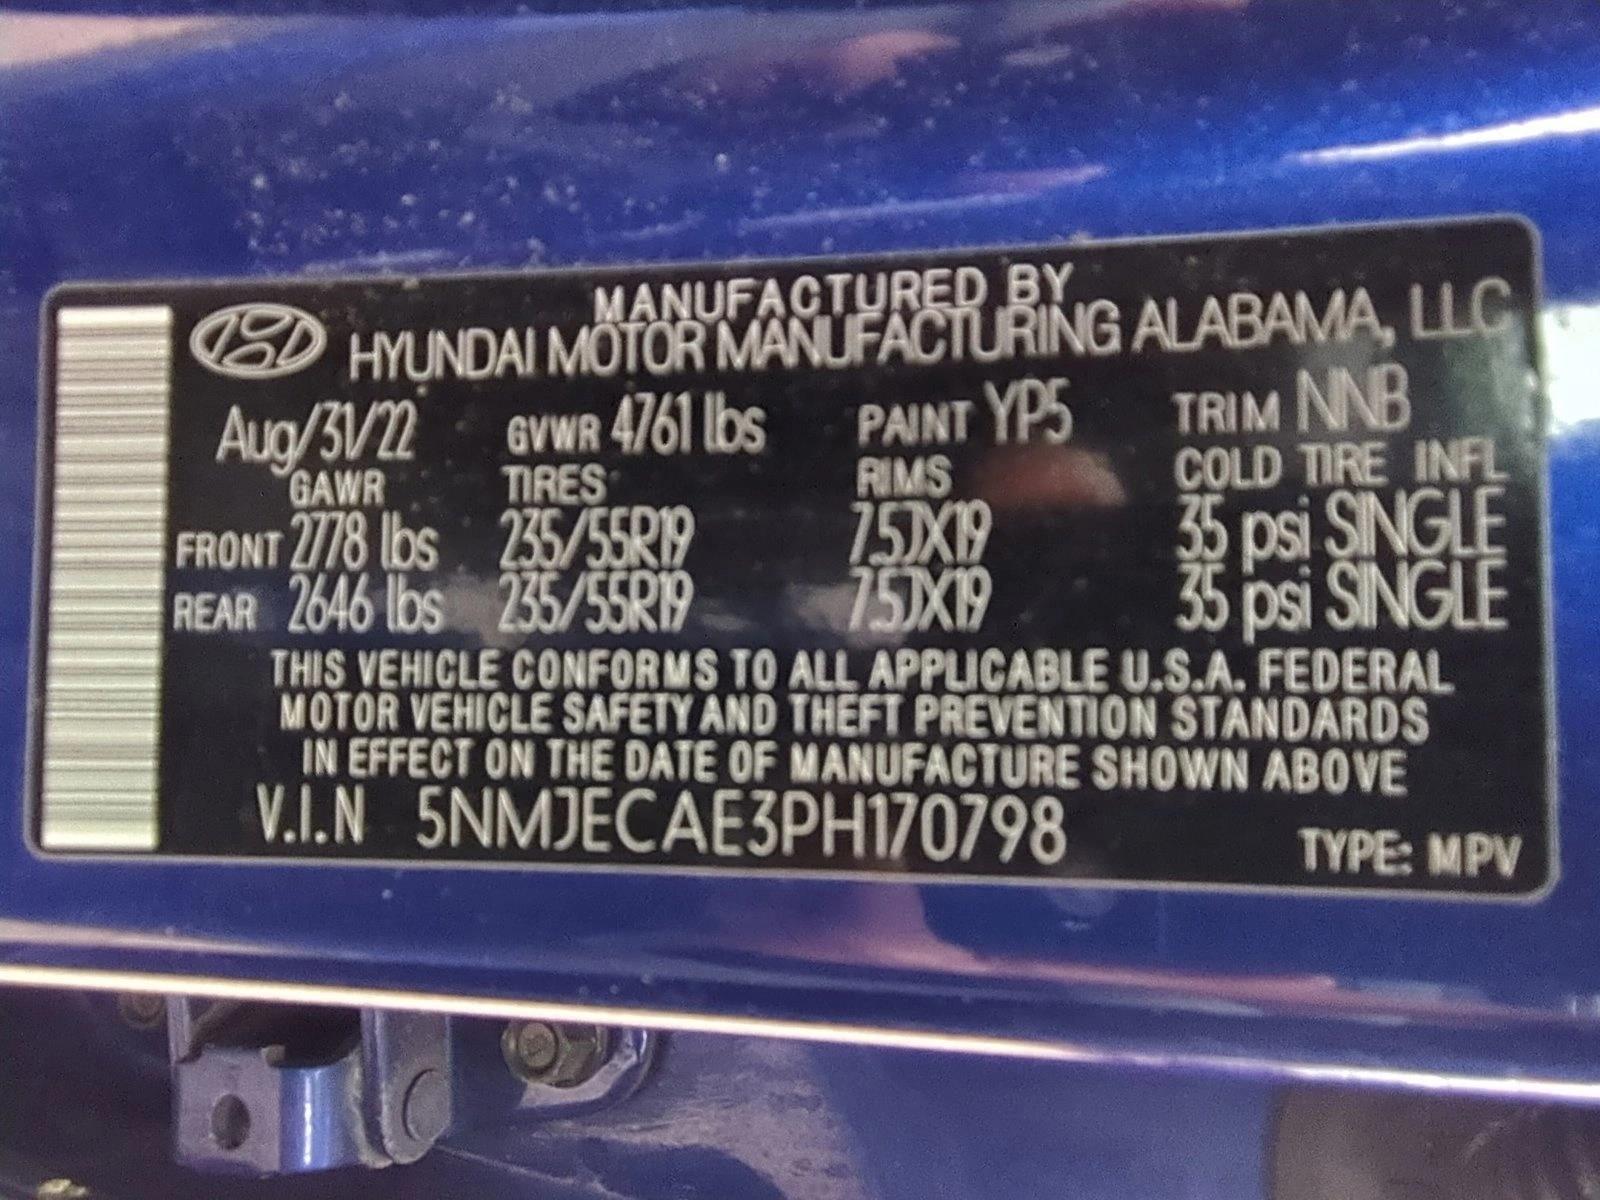 MANUFACTURED BY
HYUNDAI MOTOR MANUFACTURING ALABAMA, LLC
Aug/31/22 GVWR 4761 lbs PAINT YP5 TRIM NNB
GAWR TIRES RIMS COLD TIRE INFL
FRONT 2778 lbs 235/55R19 7.5JX19 35 psi SINGLE
REAR 2646 lbs 235/55R19 7.5JX19 35 psi SINGLE
THIS VEHICLE CONFORMS TO ALL APPLICABLE U.S.A. FEDERAL
MOTOR VEHICLE SAFETY AND THEFT PREVENTION STANDARDS
IN EFFECT ON THE DATE OF MANUFACTURE SHOWN ABOVE
V.I.N 5NMJECAE3PH170798 TYPE: MPV